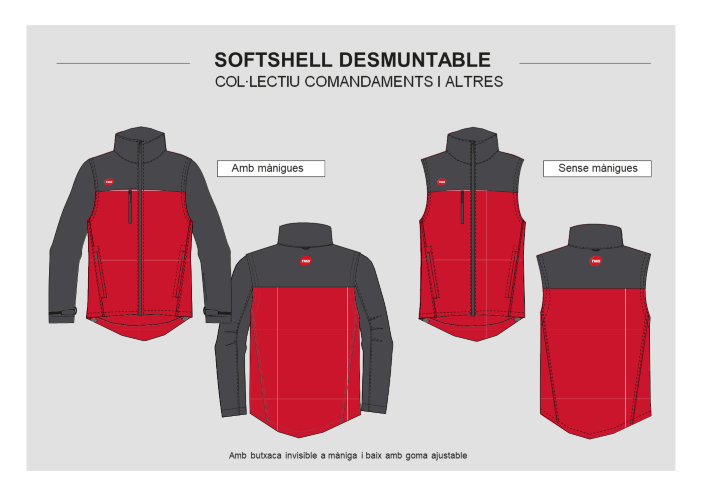 SOFTSHELL DESMUNTABLE
COL·LECTIU COMANDAMENTS I ALTRES
Amb mànigues
Sense mànigues
Amb butxaca invisible a màniga i baix amb goma ajustable